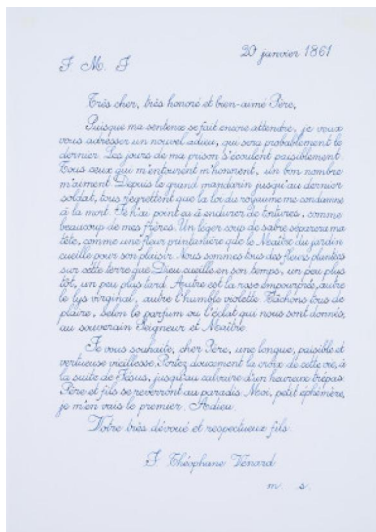 20 janvier 1861
J M J
Très cher, très honoré et bien-aimé Père,
Puisque ma sentence se fait encore attendre, je veux
vous adresser un nouvel adieu, qui sera probablement le
dernier. Les jours de ma prison s'écoulent paisiblement
Tous ceux qui m'entourent m'honnent, un bon nombre
m'aiment Depuis le grand mandarin jusqu'au dernier
soldat, tous regrettent que la loi du royaume me condamne
à la mort. Je n'ai point eu à endurer de tortures, comme
beaucoup de mes frères. Un léger coup de sabre séparera ma
tête, comme une fleur printanière que le Maître du jardin
cueille pour son plaisir. Nous sommes tous des fleurs plantées
sur cette terre que Dieu cueille en son temps, un peu plus
tôt, un peu plus tard Autre est la rose empourprée, autre
le lys virginal, autre l'humble violette Tâchons tous de
plaire, selon le parfum ou l'éclat qui nous sont donnés,
au souverain Seigneur et Maître
Je vous souhaite, cher Père, une longue, paisible et
vertueuse vieillesse. Portez doucement la croix de cette vie, à
la suite de Jésus, jusqu'au calvaire d'un heureux trépas.
Père et fils se reverront au paradis. Moi, petit éphémère,
je m'en vais le premier. Adieu
Votre très dévoué et respectueux fils
J Théophane Vénard
m. s.